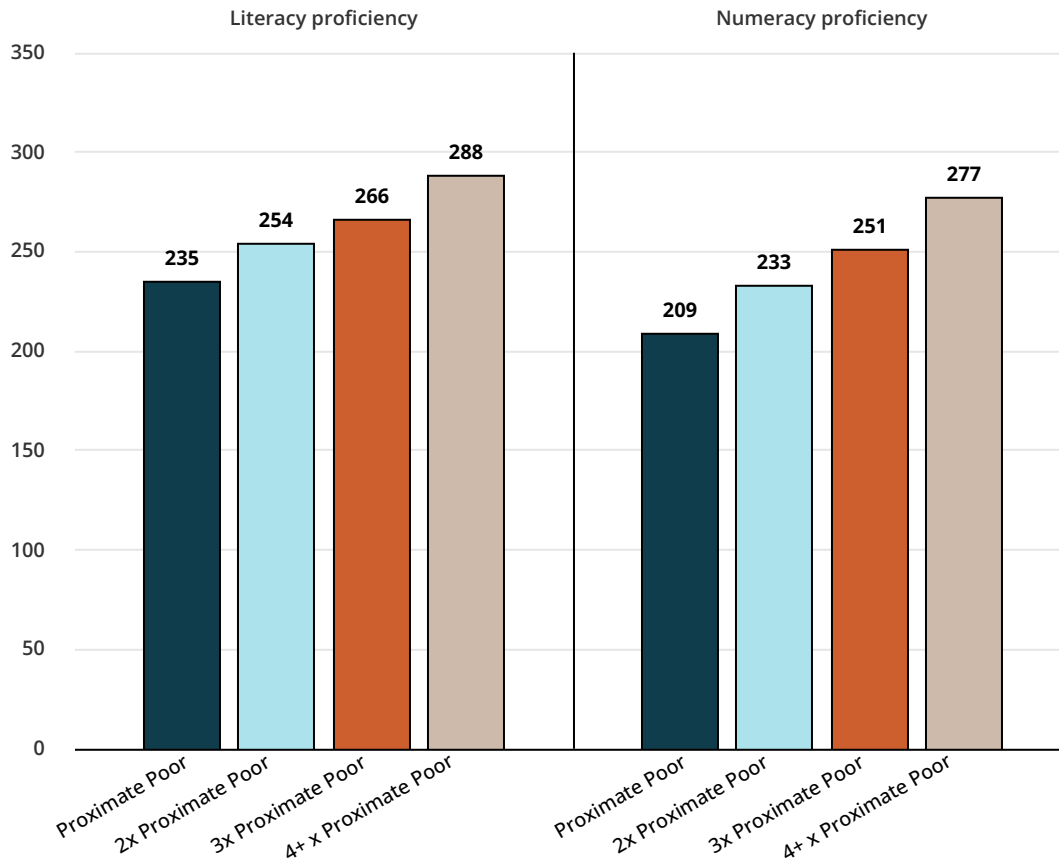 Literacy proficiency
Numeracy proficiency
350
300
250
200
150
100
50
0
235
254
266
288
209
233
251
277
Proximate Poor
2x Proximate Poor
3x Proximate Poor
4+ x Proximate Poor
Proximate Poor
2x Proximate Poor
3x Proximate Poor
4+ x Proximate Poor